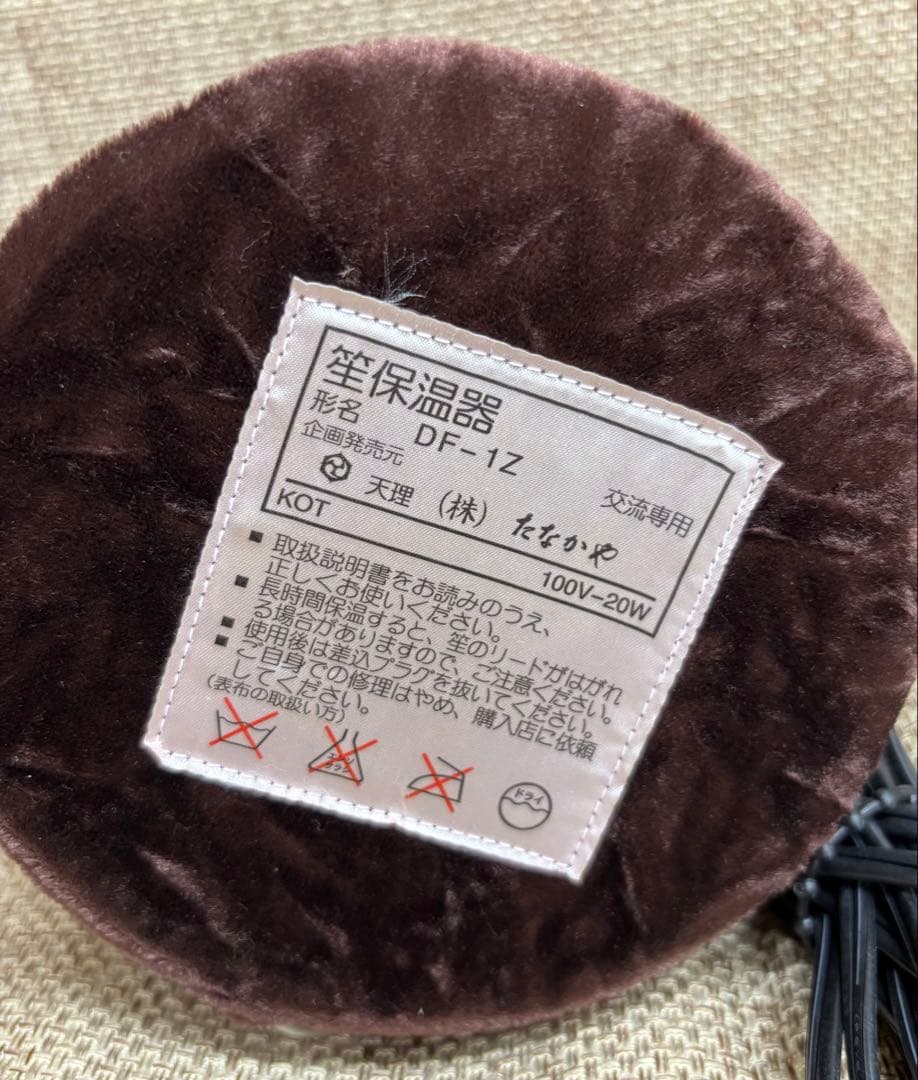 笙保温器
形名 DF-1Z
企画発売元 交流専用
天理 (株) たなかや
KOT 100V-20W
■ 取扱説明書をお読みのうえ、
正しくお使いください。
■ 長時間保温すると、笙のリードがはがれ
る場合がありますので、ご注意ください。
■ 使用後は差込プラグを抜いてください。
■ ご自身での修理はやめ、購入店に依頼
してください。
(表布の取扱い方)
エンソ
サラシ
ドライ